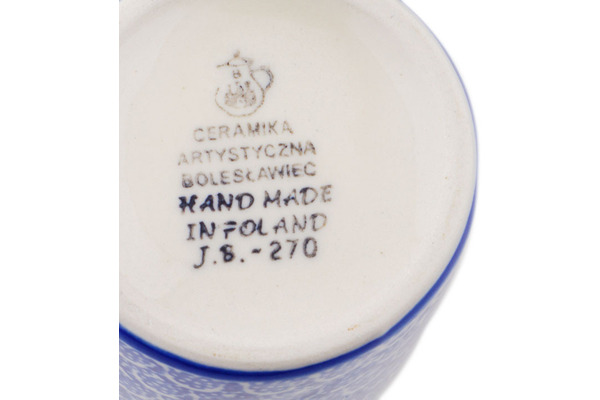 CERAMIKA
ARTYSTYCZNA
BOLESŁAWIEC
HAND MADE
IN POLAND
J.S.-270